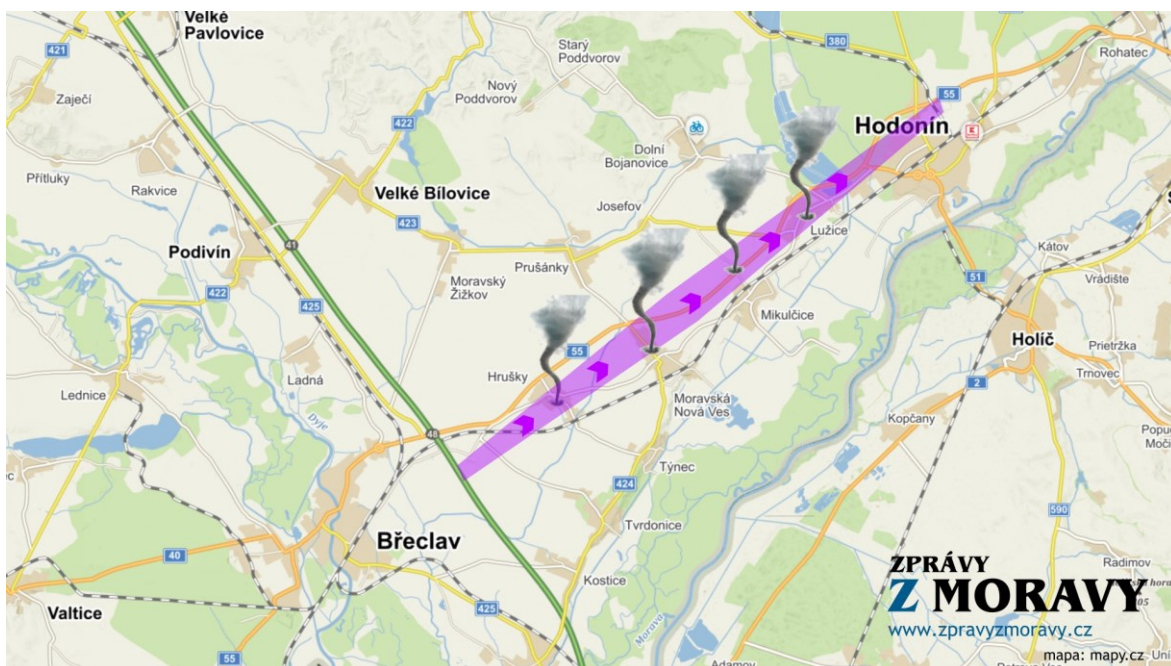 Velké
Pavlovice
421
Zaječí
Starý
Poddvorov
380
Rohatec
Nový
Poddvorov
55
422
Hodonín
Dolní
Bojanovice
Přítluky
Rakvice
Velké Bílovice
Josefov
423
Lužice
Podivín
41
Kátov
Moravský
Žižkov
Prušánky
Vrádište
422
425
51
Mikulčice
Holíč
Prietržka
55
Hrušky
Ladná
Trnovec
Lednice
2
Moravská
Nová Ves
Dyje
Kopčany
48
Týnec
424
Tvrdonice
590
Břeclav
40
ZPRÁVY
Z MORAVY
www.zpravyzmoravy.cz
Radimov
Kostice
Valtice
425
Morava
55
Adamov
mapa: mapy.cz